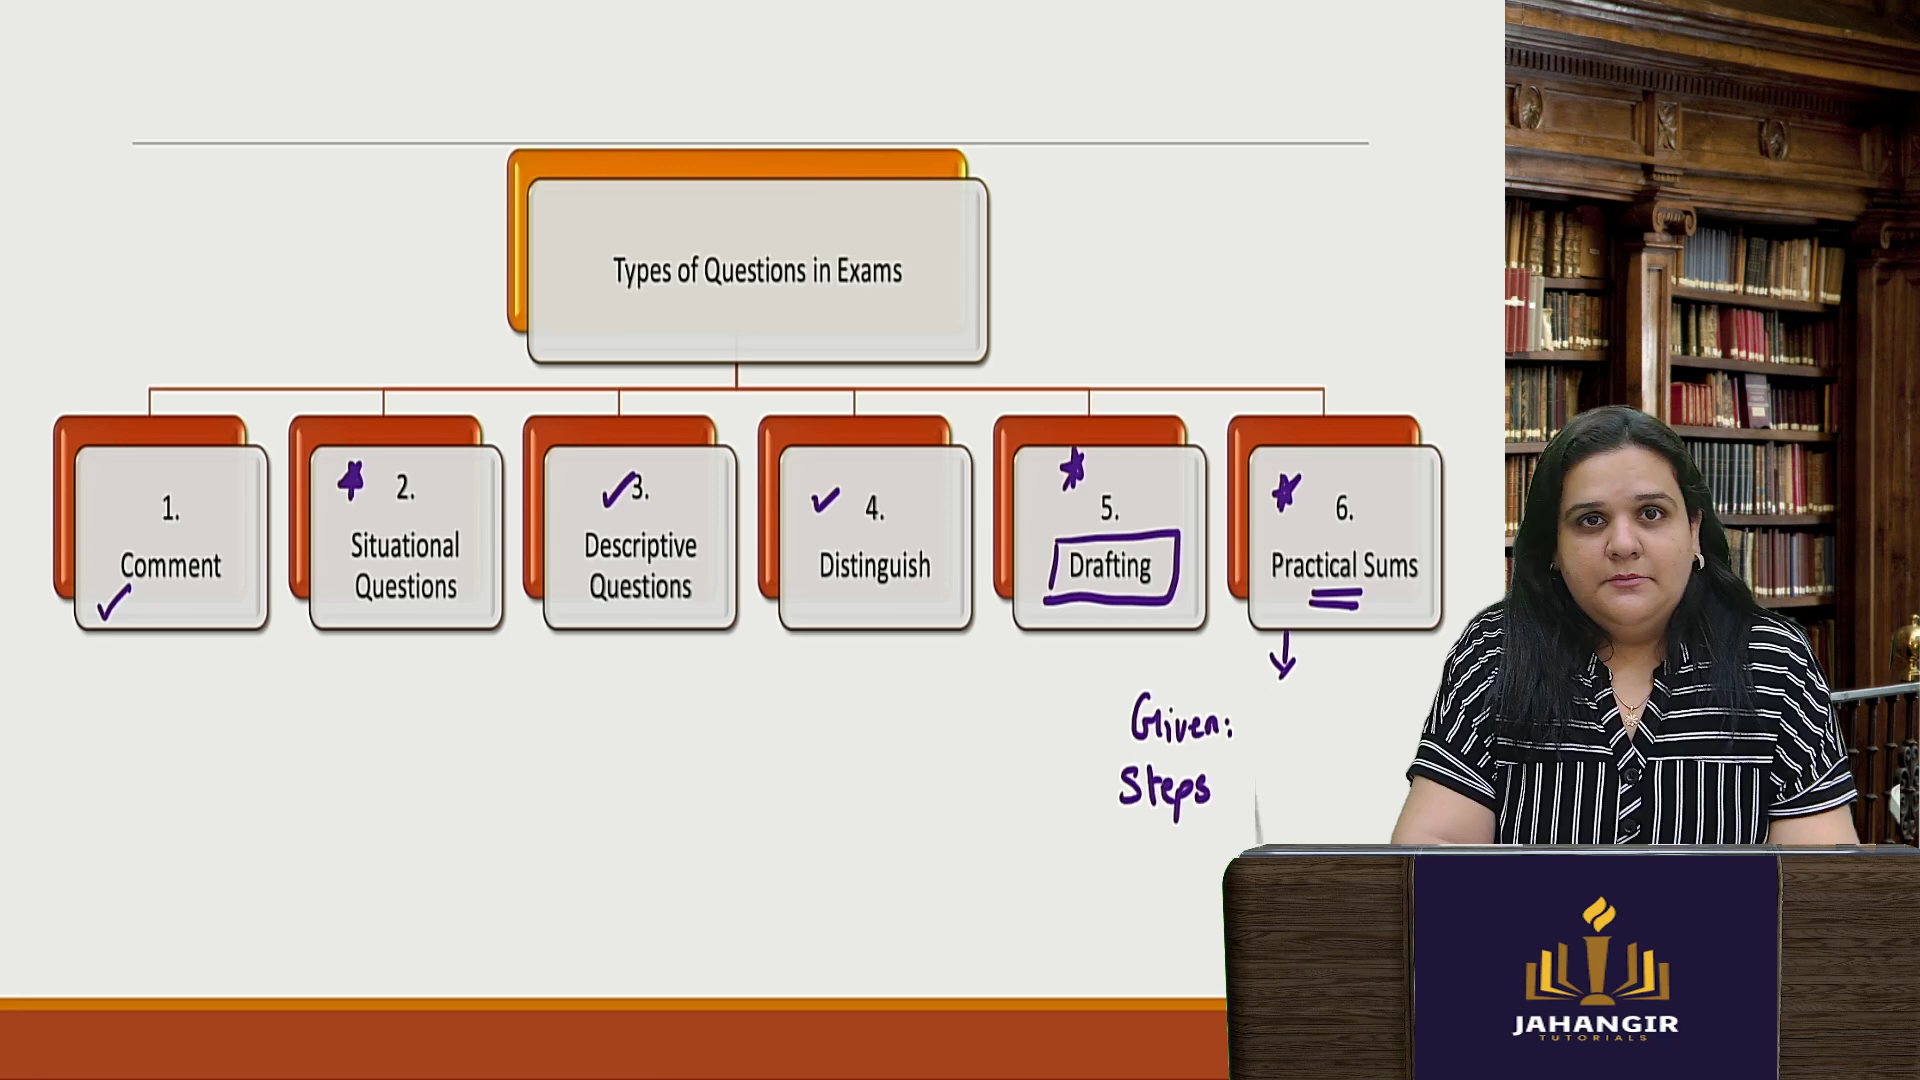 Types of Questions in Exams
1.
Comment
2.
Situational
Questions
3.
Descriptive
Questions
4.
Distinguish
5.
Drafting
6.
Practical Sums
Given:
Steps
JAHANGIR
TUTORIALS